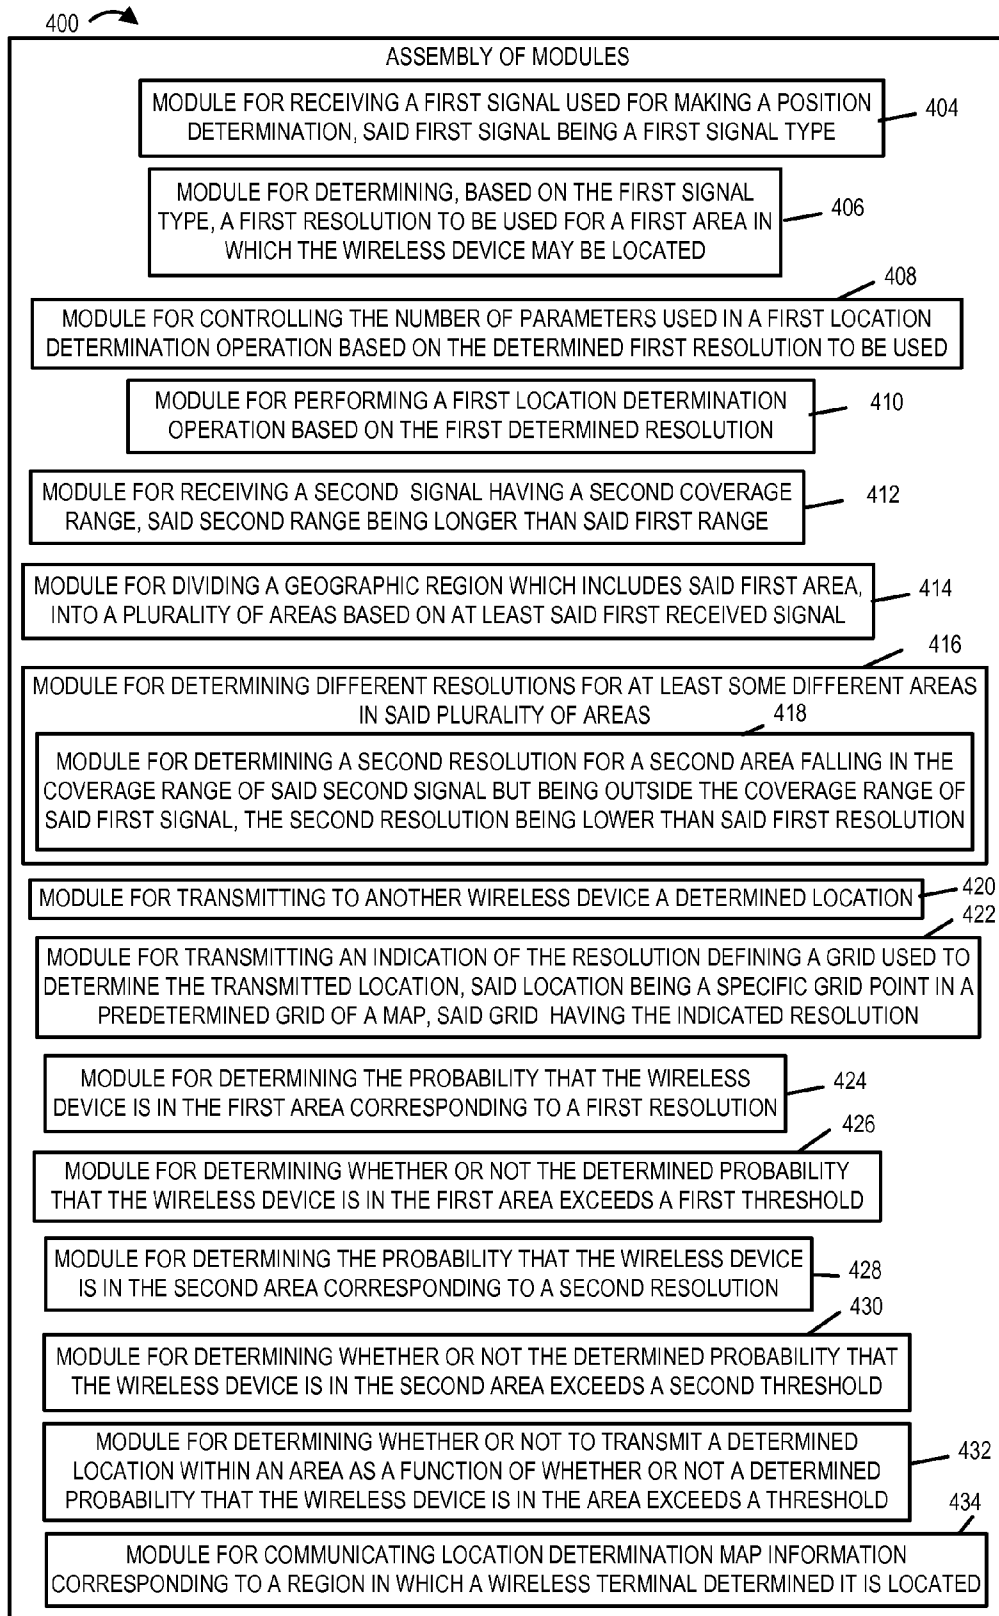 400
ASSEMBLY OF MODULES
MODULE FOR RECEIVING A FIRST SIGNAL USED FOR MAKING A POSITION
DETERMINATION, SAID FIRST SIGNAL BEING A FIRST SIGNAL TYPE
404
MODULE FOR DETERMINING, BASED ON THE FIRST SIGNAL
TYPE, A FIRST RESOLUTION TO BE USED FOR A FIRST AREA IN
WHICH THE WIRELESS DEVICE MAY BE LOCATED
406
408
MODULE FOR CONTROLLING THE NUMBER OF PARAMETERS USED IN A FIRST LOCATION
DETERMINATION OPERATION BASED ON THE DETERMINED FIRST RESOLUTION TO BE USED
MODULE FOR PERFORMING A FIRST LOCATION DETERMINATION
OPERATION BASED ON THE FIRST DETERMINED RESOLUTION
410
MODULE FOR RECEIVING A SECOND SIGNAL HAVING A SECOND COVERAGE
RANGE, SAID SECOND RANGE BEING LONGER THAN SAID FIRST RANGE
412
MODULE FOR DIVIDING A GEOGRAPHIC REGION WHICH INCLUDES SAID FIRST AREA,
INTO A PLURALITY OF AREAS BASED ON AT LEAST SAID FIRST RECEIVED SIGNAL
414
416
MODULE FOR DETERMINING DIFFERENT RESOLUTIONS FOR AT LEAST SOME DIFFERENT AREAS
IN SAID PLURALITY OF AREAS
418
MODULE FOR DETERMINING A SECOND RESOLUTION FOR A SECOND AREA FALLING IN THE
COVERAGE RANGE OF SAID SECOND SIGNAL BUT BEING OUTSIDE THE COVERAGE RANGE OF
SAID FIRST SIGNAL, THE SECOND RESOLUTION BEING LOWER THAN SAID FIRST RESOLUTION
MODULE FOR TRANSMITTING TO ANOTHER WIRELESS DEVICE A DETERMINED LOCATION
420
422
MODULE FOR TRANSMITTING AN INDICATION OF THE RESOLUTION DEFINING A GRID USED TO
DETERMINE THE TRANSMITTED LOCATION, SAID LOCATION BEING A SPECIFIC GRID POINT IN A
PREDETERMINED GRID OF A MAP, SAID GRID HAVING THE INDICATED RESOLUTION
MODULE FOR DETERMINING THE PROBABILITY THAT THE WIRELESS
DEVICE IS IN THE FIRST AREA CORRESPONDING TO A FIRST RESOLUTION
424
426
MODULE FOR DETERMINING WHETHER OR NOT THE DETERMINED PROBABILITY
THAT THE WIRELESS DEVICE IS IN THE FIRST AREA EXCEEDS A FIRST THRESHOLD
MODULE FOR DETERMINING THE PROBABILITY THAT THE WIRELESS DEVICE
IS IN THE SECOND AREA CORRESPONDING TO A SECOND RESOLUTION
428
430
MODULE FOR DETERMINING WHETHER OR NOT THE DETERMINED PROBABILITY THAT
THE WIRELESS DEVICE IS IN THE SECOND AREA EXCEEDS A SECOND THRESHOLD
MODULE FOR DETERMINING WHETHER OR NOT TO TRANSMIT A DETERMINED
LOCATION WITHIN AN AREA AS A FUNCTION OF WHETHER OR NOT A DETERMINED
PROBABILITY THAT THE WIRELESS DEVICE IS IN THE AREA EXCEEDS A THRESHOLD
432
434
MODULE FOR COMMUNICATING LOCATION DETERMINATION MAP INFORMATION
CORRESPONDING TO A REGION IN WHICH A WIRELESS TERMINAL DETERMINED IT IS LOCATED